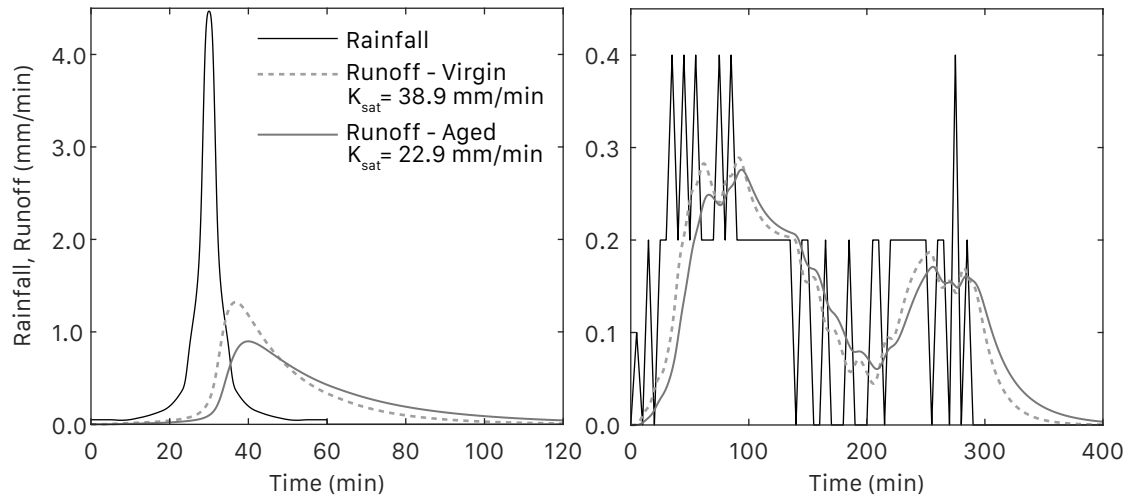 Rainfall, Runoff (mm/min)
4.0
3.0
2.0
1.0
0.0
0 20 40 60 80 100 120
Time (min)
Rainfall
Runoff - Virgin
Ksat= 38.9 mm/min
Runoff - Aged
Ksat= 22.9 mm/min
0.4
0.3
0.2
0.1
0.0
0 100 200 300 400
Time (min)